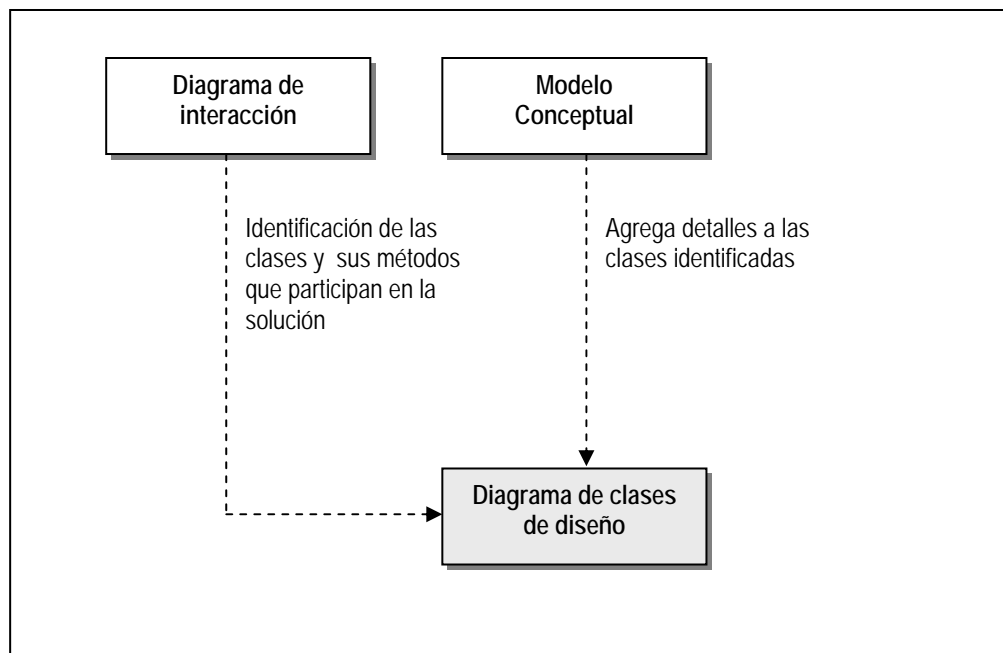 Diagrama de
interacción
Modelo
Conceptual
Identificación de las
clases y sus métodos
que participan en la
solución
Agrega detalles a las
clases identificadas
Diagrama de clases
de diseño